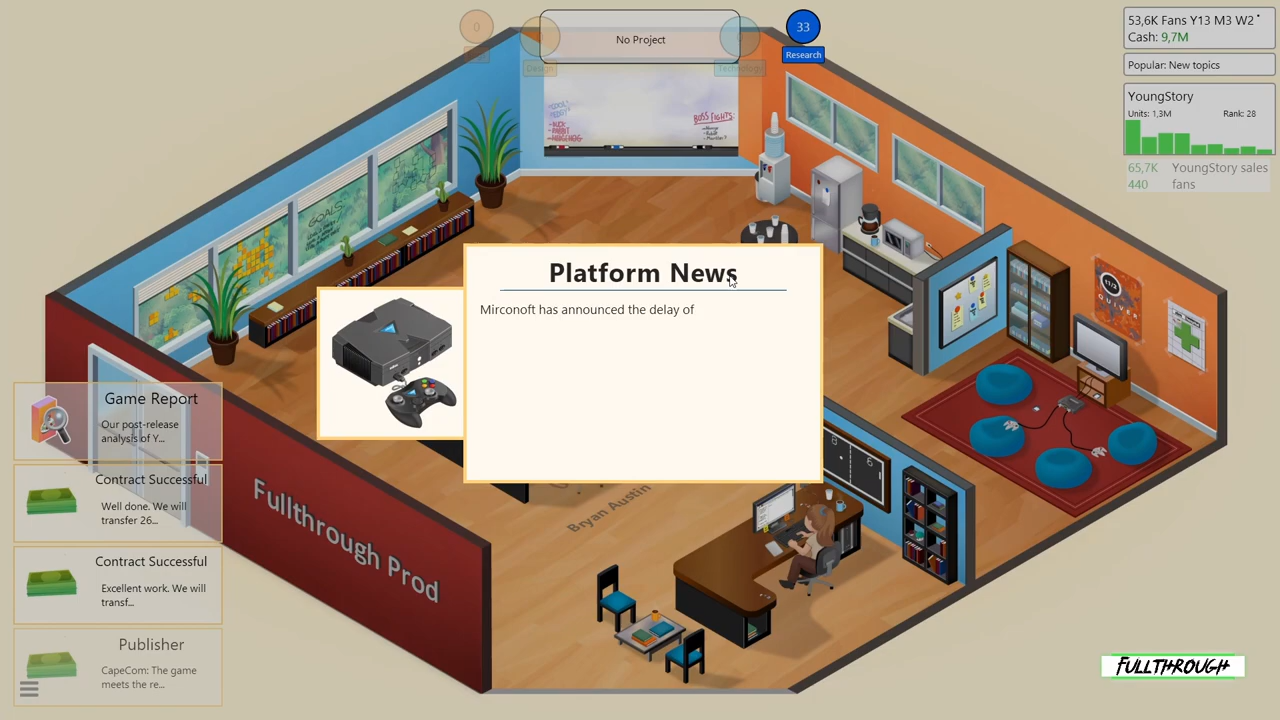 0
No Project
33
Design
Technology
Research
53,6K Fans Y13 M3 W2
Cash: 9,7M
Popular: New topics
YoungStory
Units: 1,3M Rank: 28
65,7K YoungStory sales
440 fans
BOSS FIGHTS:
GOALS
Platform News
Mirconoft has announced the delay of
Game Report
Our post-release
analysis of Y...
Contract Successful
Well done. We will
transfer 26...
Contract Successful
Excellent work. We will
transf...
Publisher
CapeCom: The game
meets the re...
Fullthrough Prod
Bryan Austin
FULLTHROUGH